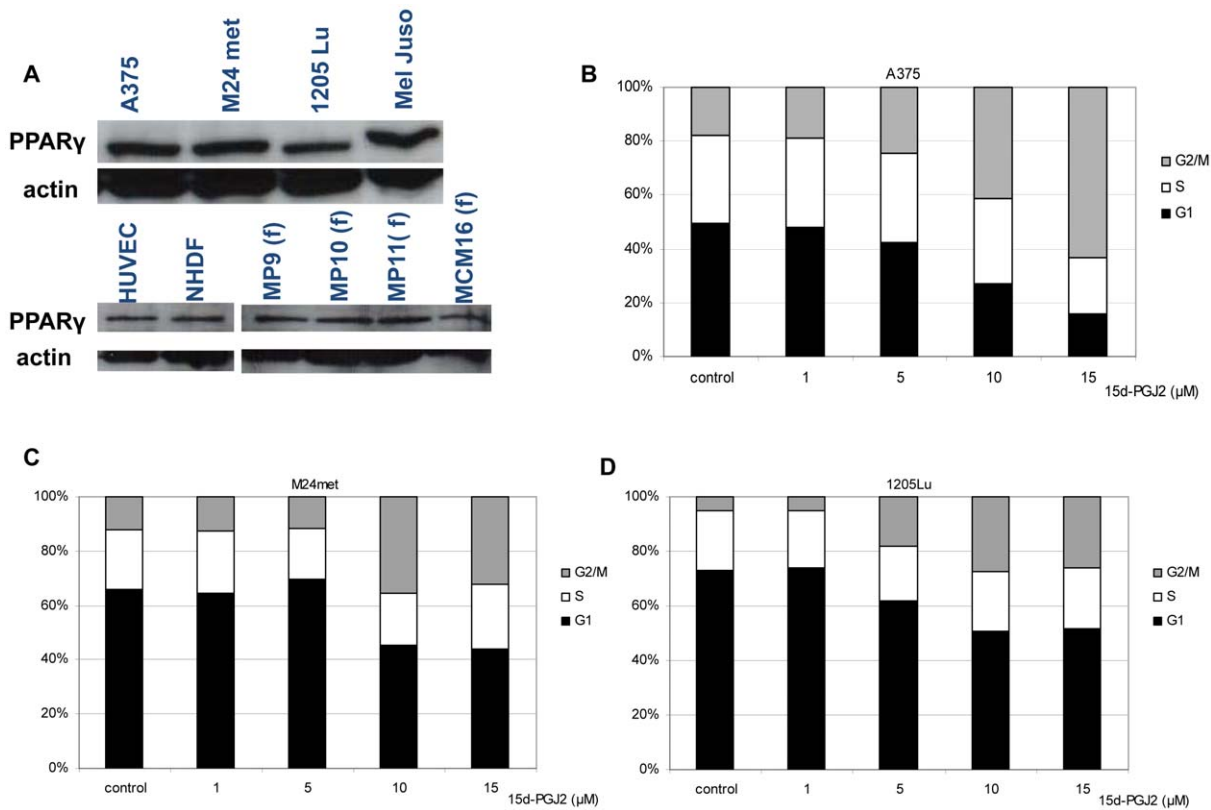 A
A375
M24 met
1205 Lu
Mel Juso
PPARγ
actin
HUVEC
NHDF
MP9 (f)
MP10 (f)
MP11( f)
MCM16 (f)
PPARγ
actin
B
A375
100%
80%
60%
40%
20%
0%
control 1 5 10 15
15d-PGJ2 (µM)
G2/M
S
G1
C
M24met
100%
80%
60%
40%
20%
0%
control 1 5 10 15
15d-PGJ2 (µM)
G2/M
S
G1
D
1205Lu
100%
80%
60%
40%
20%
0%
control 1 5 10 15
15d-PGJ2 (µM)
G2/M
S
G1